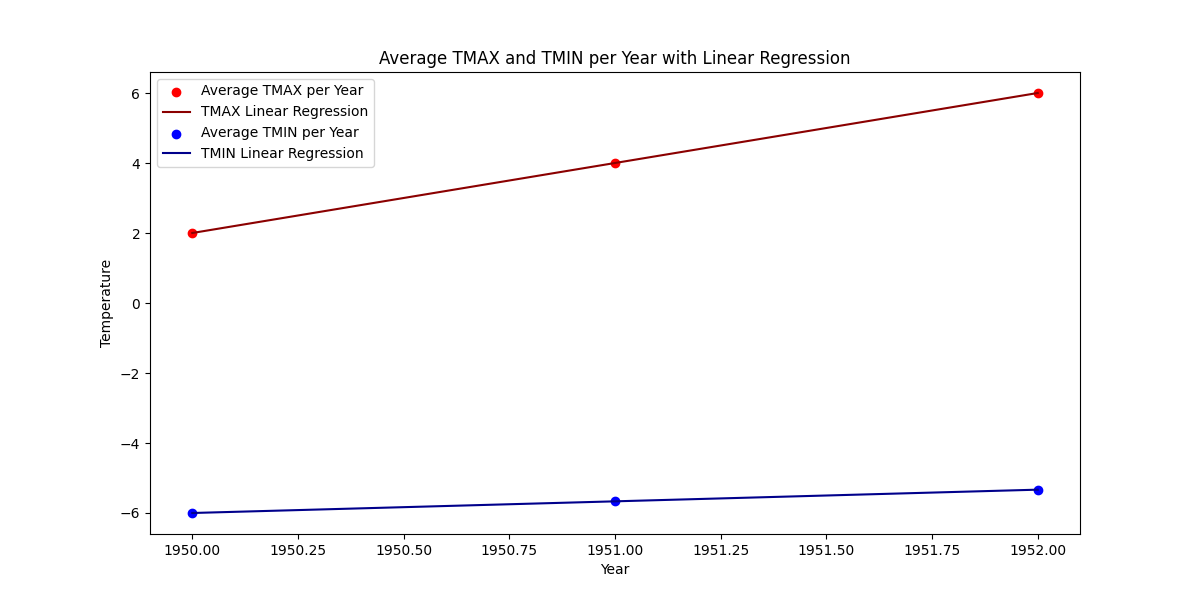 Average TMAX and TMIN per Year with Linear Regression
Average TMAX per Year
TMAX Linear Regression
Average TMIN per Year
TMIN Linear Regression
6
4
2
0
−2
−4
−6
Temperature
1950.00 1950.25 1950.50 1950.75 1951.00 1951.25 1951.50 1951.75 1952.00
Year